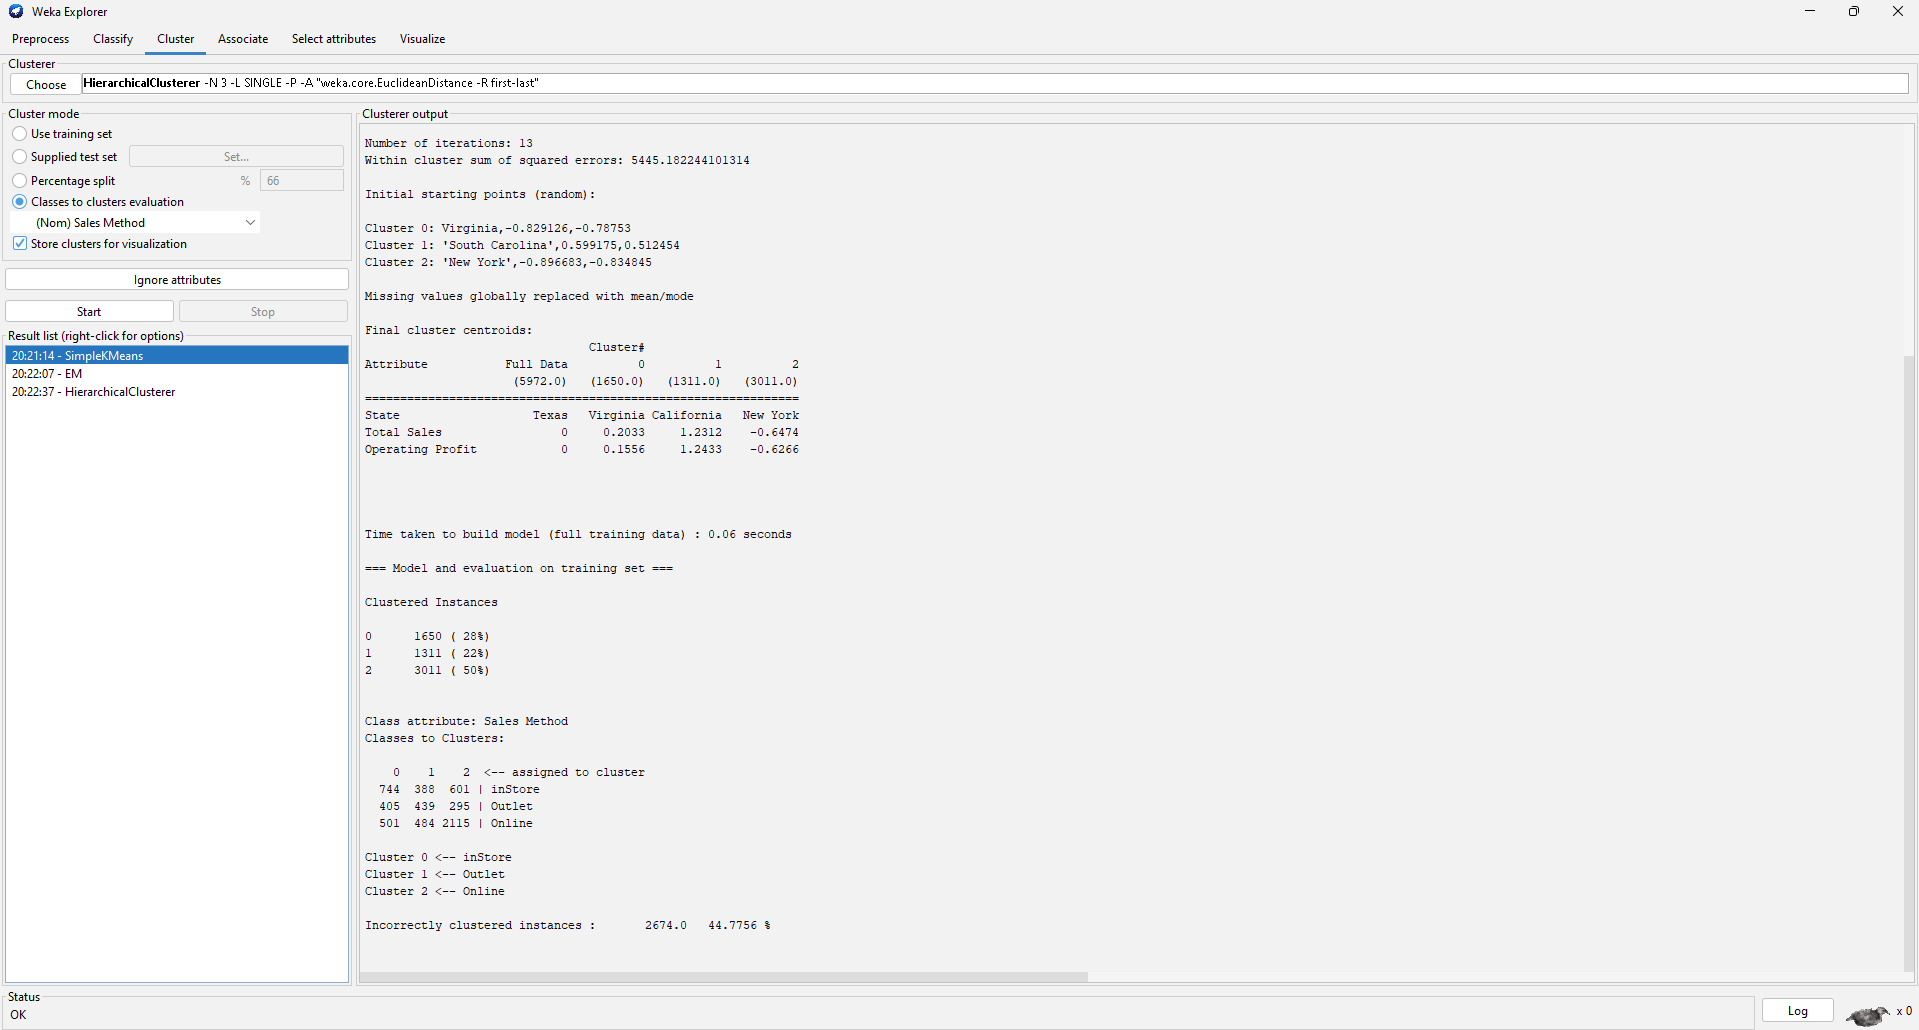 Weka Explorer
Preprocess Classify Cluster Associate Select attributes Visualize
Clusterer
Choose HierarchicalClusterer -N 3 -L SINGLE -P -A "weka.core.EuclideanDistance -R first-last"
Cluster mode
Use training set
Supplied test set Set...
Percentage split % 66
Classes to clusters evaluation
(Nom) Sales Method
Store clusters for visualization
Ignore attributes
Start Stop
Result list (right-click for options)
20:21:14 - SimpleKMeans
20:22:07 - EM
20:22:37 - HierarchicalClusterer
Clusterer output
Number of iterations: 13
Within cluster sum of squared errors: 5445.182244101314
Initial starting points (random):
Cluster 0: Virginia,-0.829126,-0.78753
Cluster 1: 'South Carolina',0.599175,0.512454
Cluster 2: 'New York',-0.896683,-0.834845
Missing values globally replaced with mean/mode
Final cluster centroids:
Cluster#
Attribute Full Data 0 1 2
(5972.0) (1650.0) (1311.0) (3011.0)
==============================================================
State Texas Virginia California New York
Total Sales 0 0.2033 1.2312 -0.6474
Operating Profit 0 0.1556 1.2433 -0.6266
Time taken to build model (full training data) : 0.06 seconds
=== Model and evaluation on training set ===
Clustered Instances
0 1650 ( 28%)
1 1311 ( 22%)
2 3011 ( 50%)
Class attribute: Sales Method
Classes to Clusters:
0 1 2 <-- assigned to cluster
744 388 601 | inStore
405 439 295 | Outlet
501 484 2115 | Online
Cluster 0 <-- inStore
Cluster 1 <-- Outlet
Cluster 2 <-- Online
Incorrectly clustered instances : 2674.0 44.7756 %
Status
OK
Log x 0